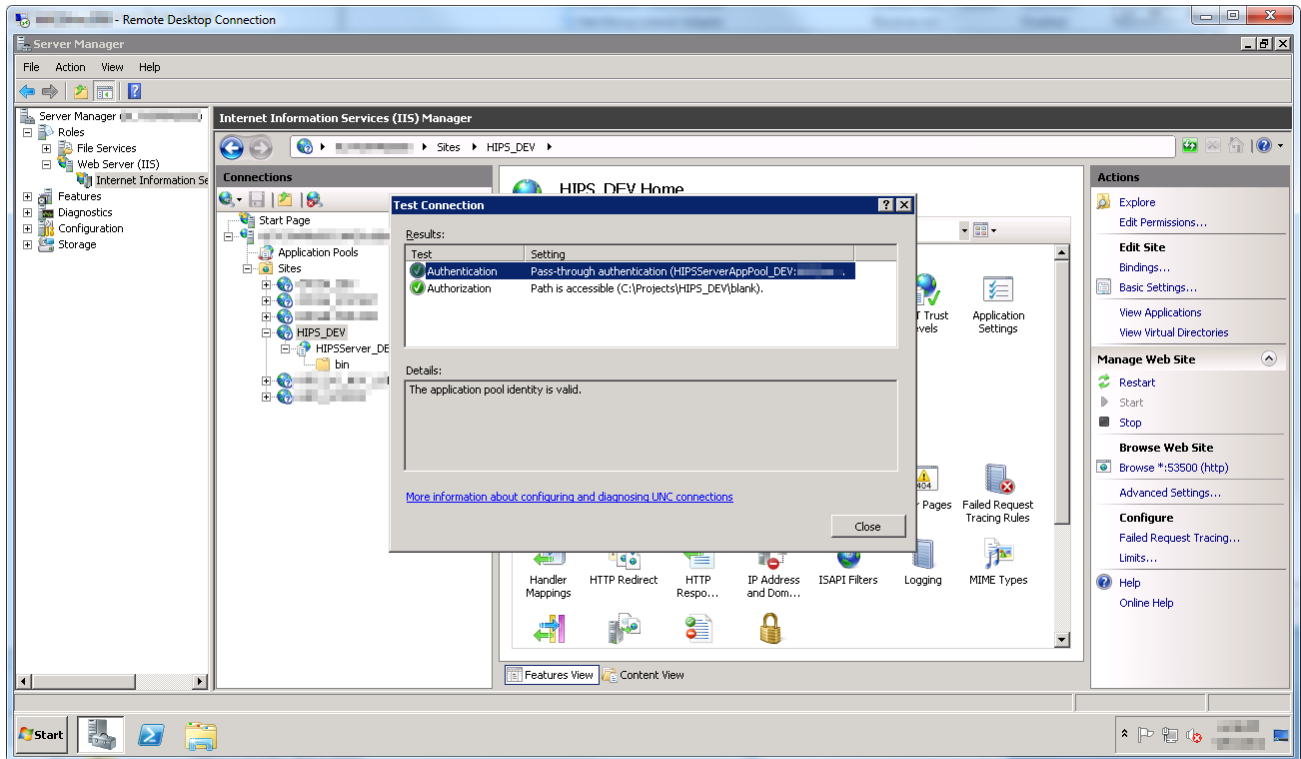 - Remote Desktop Connection
Server Manager
File Action View Help
Server Manager (
Roles
File Services
Web Server (IIS)
Internet Information Se
Features
Diagnostics
Configuration
Storage
Internet Information Services (IIS) Manager
Sites HIPS_DEV
Connections
Start Page
Application Pools
Sites
HIPS_DEV
HIPSServer_DE
bin
HIPS_DEV Home
Test Connection
Results:
Test Setting
Authentication Pass-through authentication (HIPSServerAppPool_DEV:
Authorization Path is accessible (C:\Projects\HIPS_DEV\blank).
Details:
The application pool identity is valid.
More information about configuring and diagnosing UNC connections
Close
Trust
Application
Settings
404
Pages
Failed Request
Tracing Rules
Handler
Mappings
HTTP Redirect
HTTP
Respo...
IP Address
and Dom...
ISAPI Filters
Logging
MIME Types
Features View
Content View
Actions
Explore
Edit Permissions...
Edit Site
Bindings...
Basic Settings...
View Applications
View Virtual Directories
Manage Web Site
Restart
Start
Stop
Browse Web Site
Browse *:53500 (http)
Advanced Settings...
Configure
Failed Request Tracing...
Limits...
Help
Online Help
Start